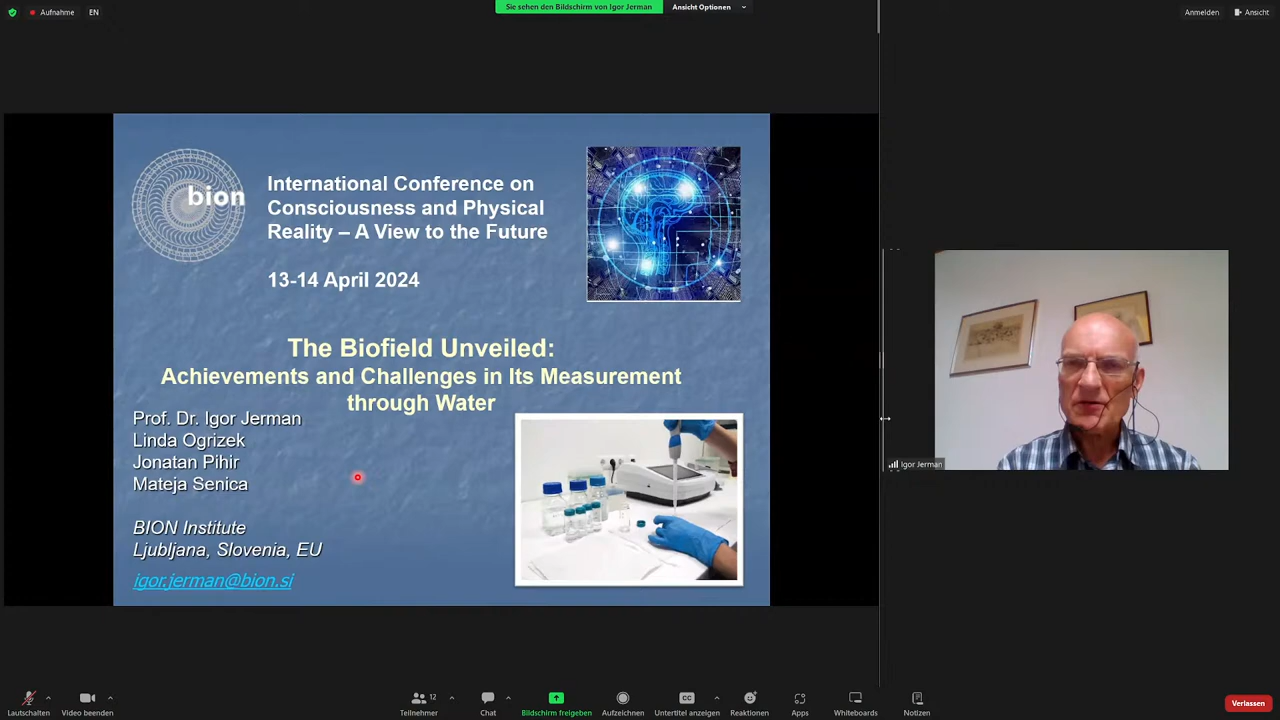 Aufnahme
EN
Sie sehen den Bildschirm von Igor Jerman
Ansicht Optionen
Anmelden
Ansicht
bion
International Conference on
Consciousness and Physical
Reality – A View to the Future
13-14 April 2024
The Biofield Unveiled:
Achievements and Challenges in Its Measurement
through Water
Prof. Dr. Igor Jerman
Linda Ogrizek
Jonatan Pihir
Mateja Senica
BION Institute
Ljubljana, Slovenia, EU
igor.jerman@bion.si
Igor Jerman
Lautschalten
Video beenden
12
Teilnehmer
Chat
Bildschirm freigeben
Aufzeichnen
CC
Untertitel anzeigen
Reaktionen
Apps
Whiteboards
Notizen
Verlassen